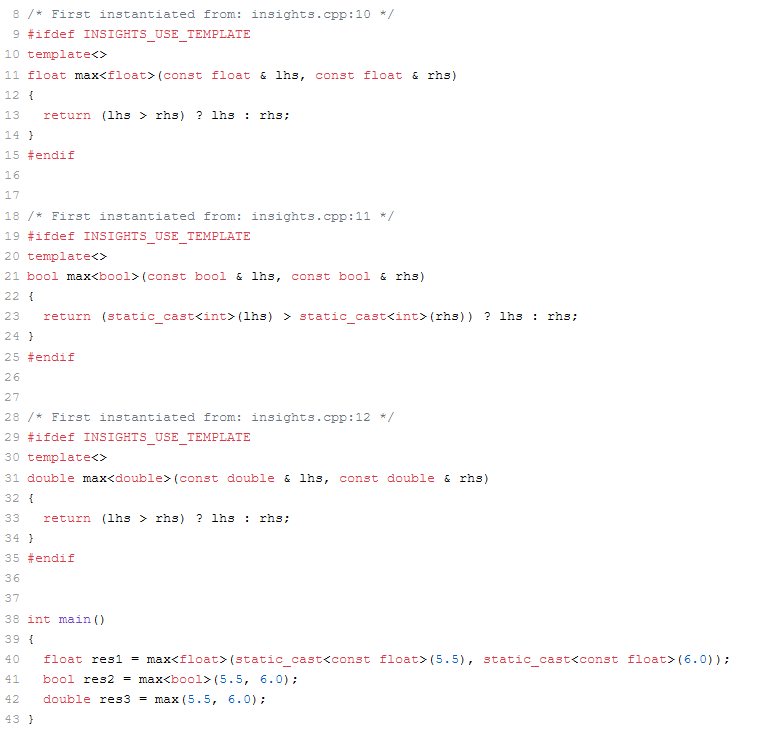 8 /* First instantiated from: insights.cpp:10 */
9 #ifdef INSIGHTS_USE_TEMPLATE
10 template<>
11 float max<float>(const float & lhs, const float & rhs)
12 {
13   return (lhs > rhs) ? lhs : rhs;
14 }
15 #endif
16
17
18 /* First instantiated from: insights.cpp:11 */
19 #ifdef INSIGHTS_USE_TEMPLATE
20 template<>
21 bool max<bool>(const bool & lhs, const bool & rhs)
22 {
23   return (static_cast<int>(lhs) > static_cast<int>(rhs)) ? lhs : rhs;
24 }
25 #endif
26
27
28 /* First instantiated from: insights.cpp:12 */
29 #ifdef INSIGHTS_USE_TEMPLATE
30 template<>
31 double max<double>(const double & lhs, const double & rhs)
32 {
33   return (lhs > rhs) ? lhs : rhs;
34 }
35 #endif
36
37
38 int main()
39 {
40   float res1 = max<float>(static_cast<const float>(5.5), static_cast<const float>(6.0));
41   bool res2 = max<bool>(5.5, 6.0);
42   double res3 = max(5.5, 6.0);
43 }